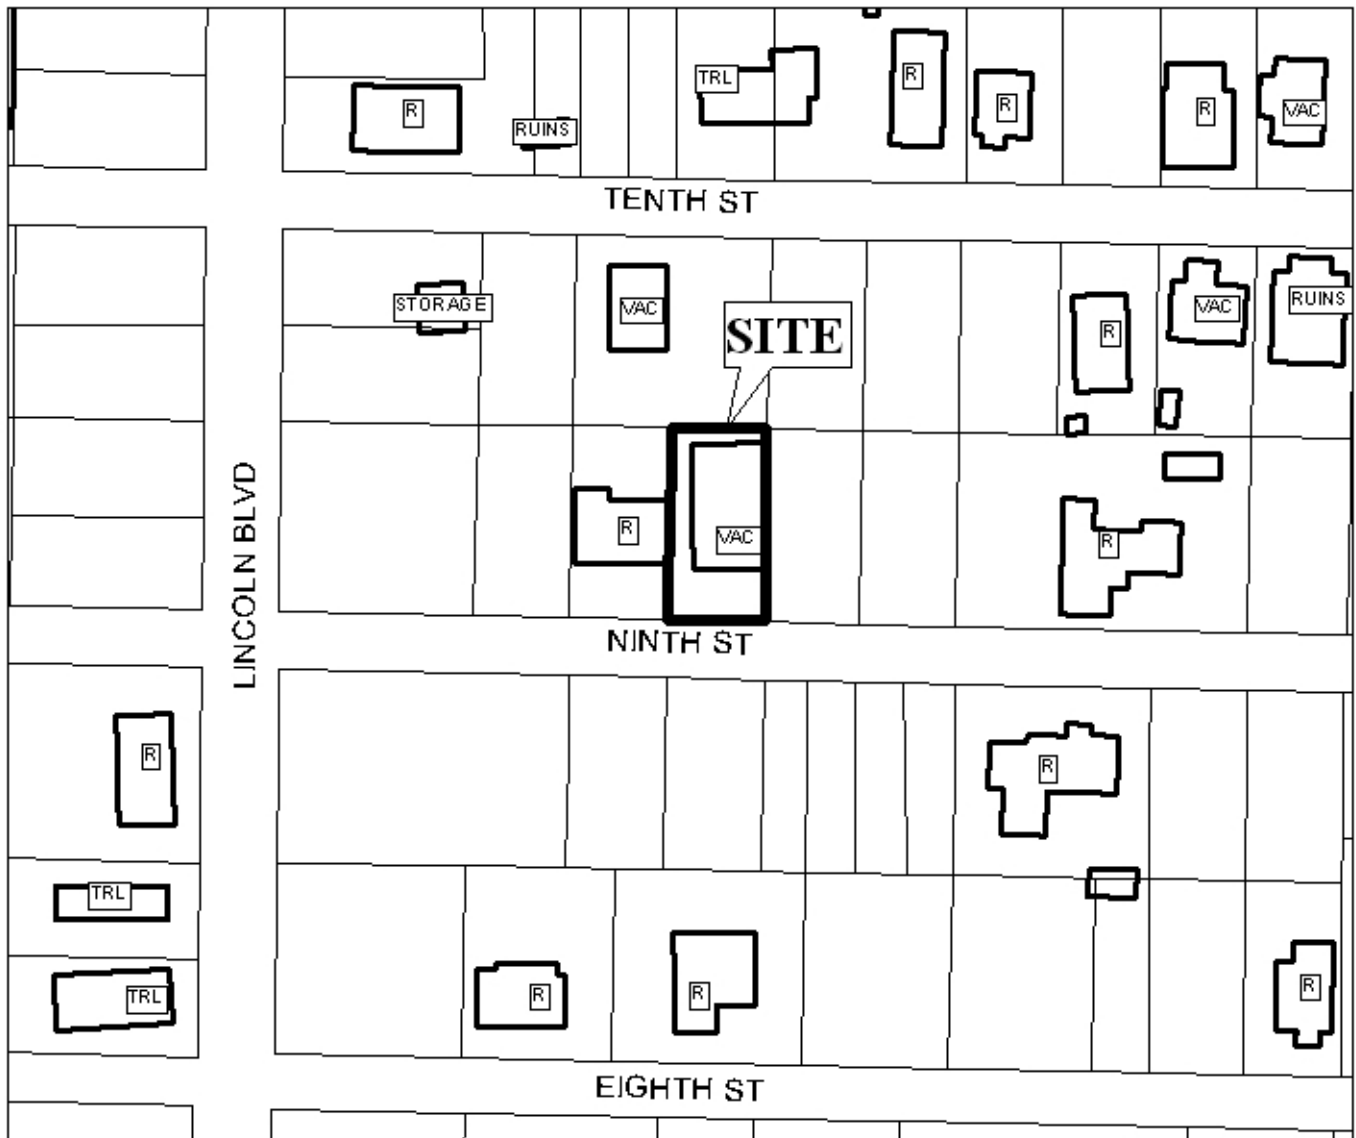 TRL
R
R
R
R
VAC
RUINS
TENTH ST
STORAGE
VAC
SITE
R
VAC
RUINS
LINCOLN BLVD
R
VAC
R
NINTH ST
R
R
TRL
TRL
R
R
R
EIGHTH ST